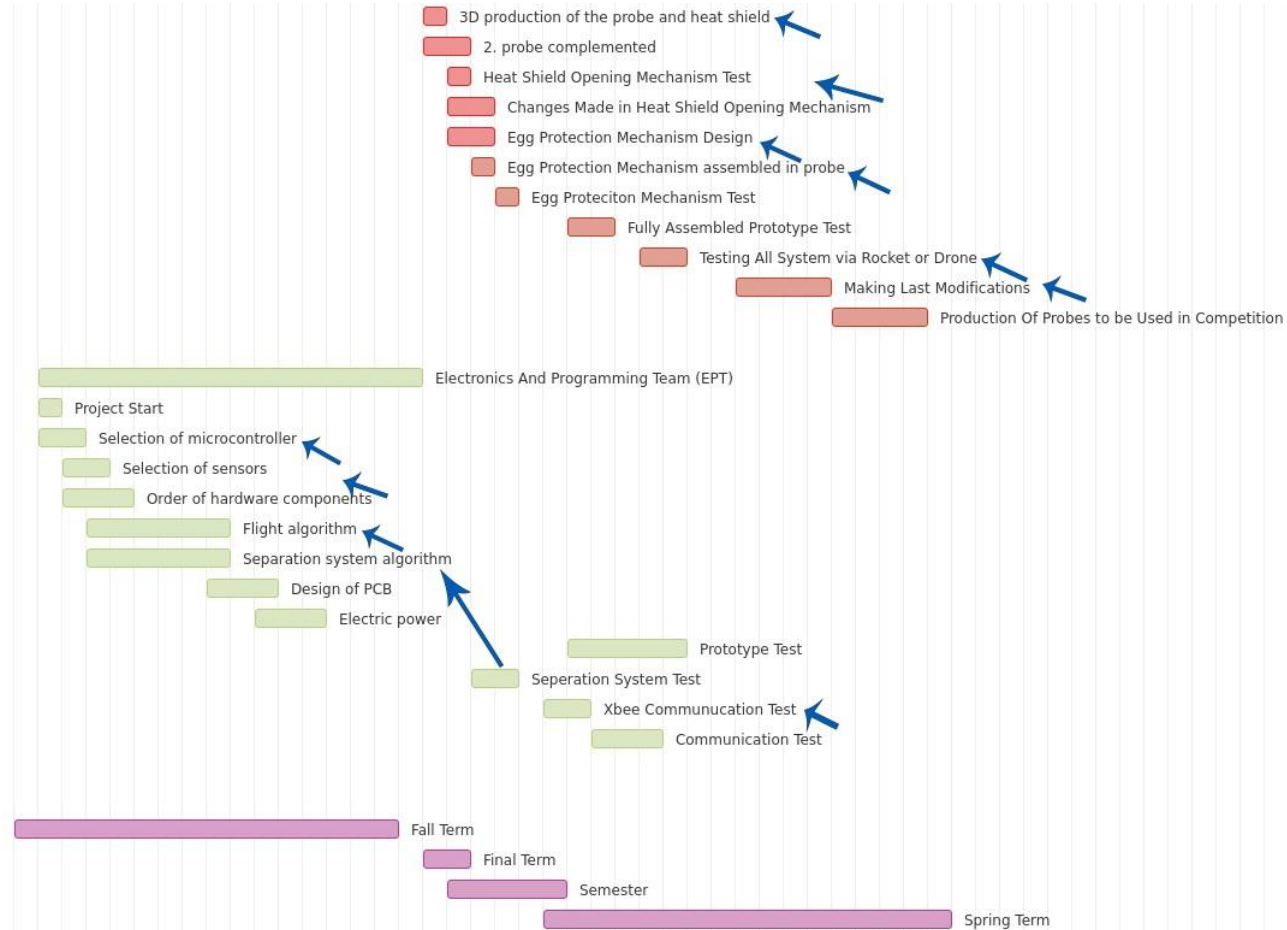 3D production of the probe and heat shield
2. probe complemented
Heat Shield Opening Mechanism Test
Changes Made in Heat Shield Opening Mechanism
Egg Protection Mechanism Design
Egg Protection Mechanism assembled in probe
Egg Proteciton Mechanism Test
Fully Assembled Prototype Test
Testing All System via Rocket or Drone
Making Last Modifications
Production Of Probes to be Used in Competition
Electronics And Programming Team (EPT)
Project Start
Selection of microcontroller
Selection of sensors
Order of hardware components
Flight algorithm
Separation system algorithm
Design of PCB
Electric power
Prototype Test
Seperation System Test
Xbee Communucation Test
Communication Test
Fall Term
Final Term
Semester
Spring Term